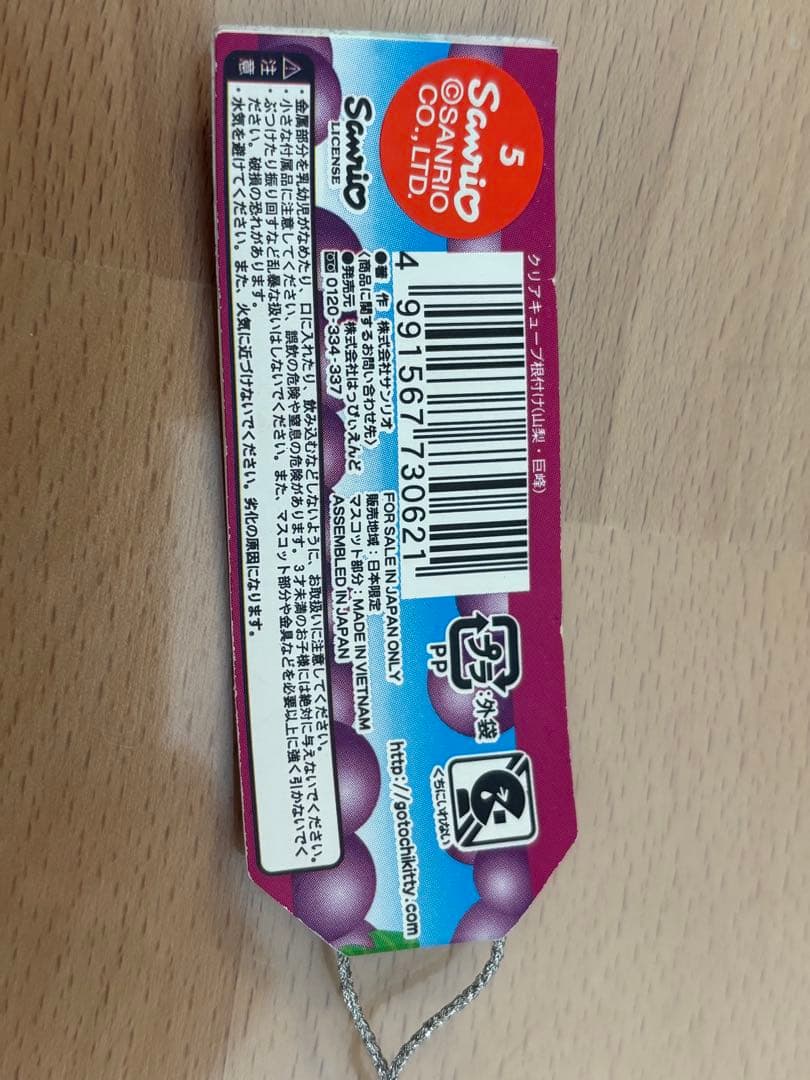 クリアキューブ根付け(山梨・巨峰)
5
Sanrio
©SANRIO
CO., LTD.
4 991567 730621
プラ:外袋
PP
くちにいれない
Sanrio
LICENSE
●著 作 株式会社サンリオ
〈商品に関するお問い合わせ先〉
●発売元 株式会社はっぴぃえんど
0120-334-337
FOR SALE IN JAPAN ONLY
販売地域:日本限定
マスコット部分:MADE IN VIETNAM
ASSEMBLED IN JAPAN
http://gotochikitty.com
⚠注意
・金属部分を乳幼児がなめたり、口に入れたり、飲み込むなどしないように、お取扱いに注意してください。
・小さな付属品に注意してください、誤飲の危険や窒息の危険があります。3才未満のお子様には絶対に与えないでください。
・ぶつけたり振り回すなど乱暴な扱いはしないでください。また、マスコット部分や金具などを必要以上に強く引かないでく
ださい。破損の恐れがあります。
・水気を避けてください。また、火気に近づけないでください。劣化の原因になります。